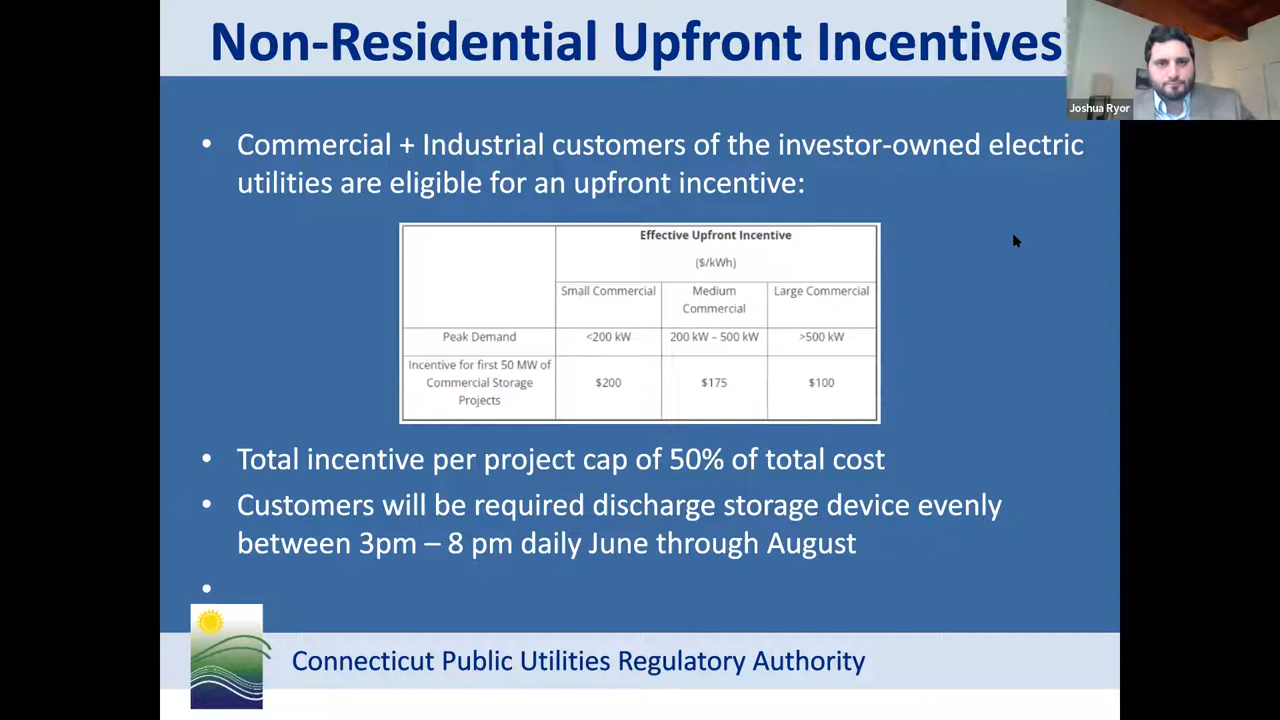 Non-Residential Upfront Incentives
Joshua Ryor
• Commercial + Industrial customers of the investor-owned electric
utilities are eligible for an upfront incentive:
Effective Upfront Incentive
($/kWh)
Small Commercial Medium Commercial Large Commercial
Peak Demand <200 kW 200 kW – 500 kW >500 kW
Incentive for first 50 MW of
Commercial Storage $200 $175 $100
Projects
• Total incentive per project cap of 50% of total cost
• Customers will be required discharge storage device evenly
between 3pm – 8 pm daily June through August
•
Connecticut Public Utilities Regulatory Authority